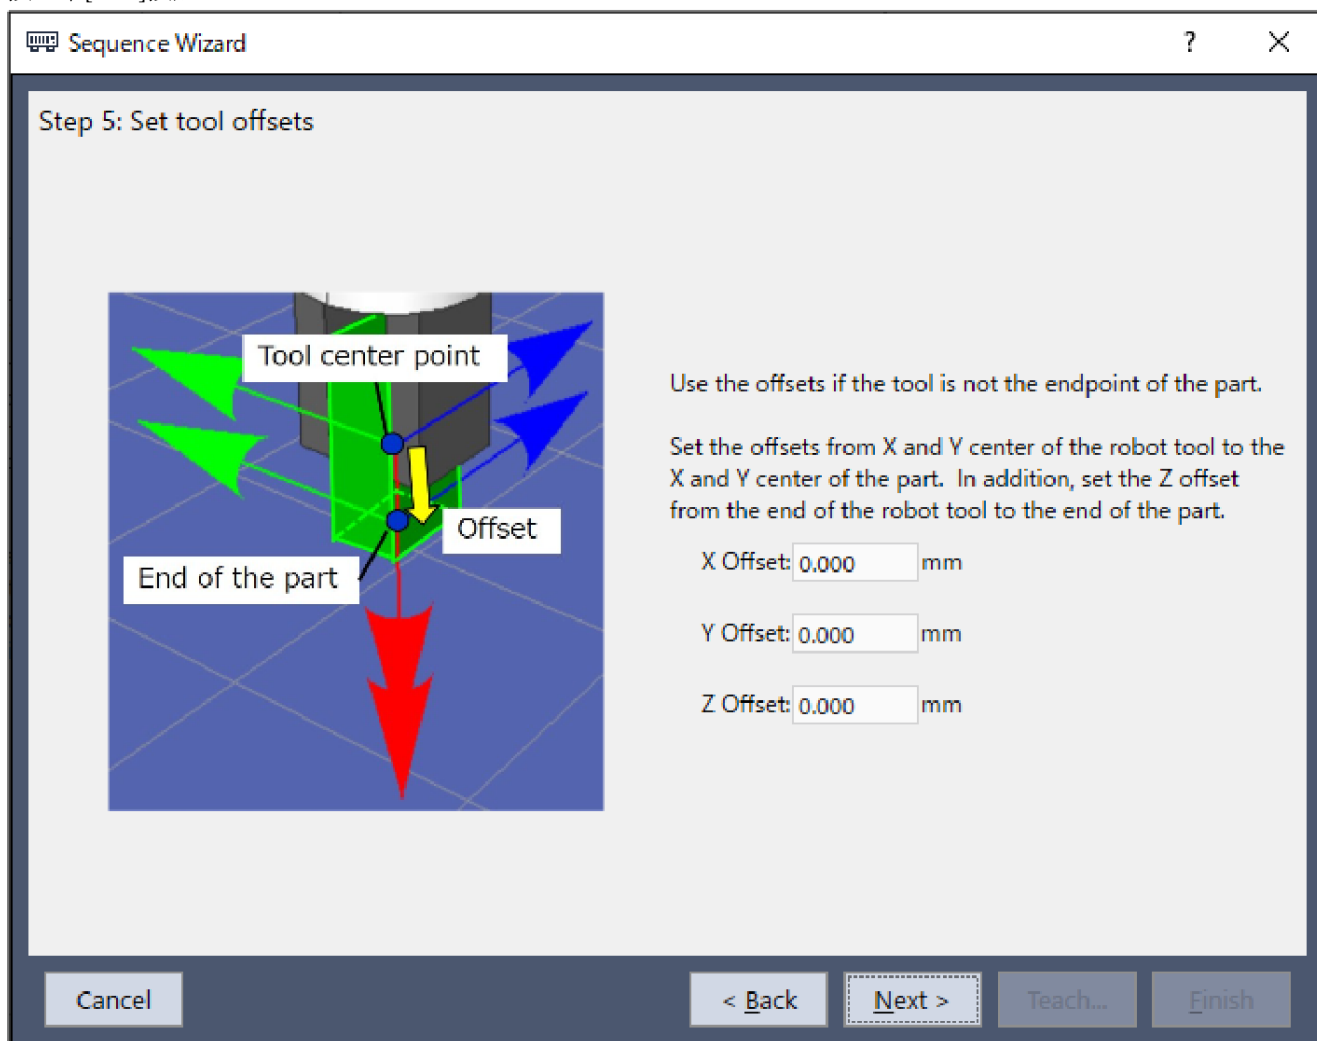 Sequence Wizard
?
Step 5: Set tool offsets
Tool center point
Offset
End of the part
Use the offsets if the tool is not the endpoint of the part.
Set the offsets from X and Y center of the robot tool to the
X and Y center of the part.  In addition, set the Z offset
from the end of the robot tool to the end of the part.
X Offset: 0.000 mm
Y Offset: 0.000 mm
Z Offset: 0.000 mm
Cancel
< Back
Next >
Teach...
Finish